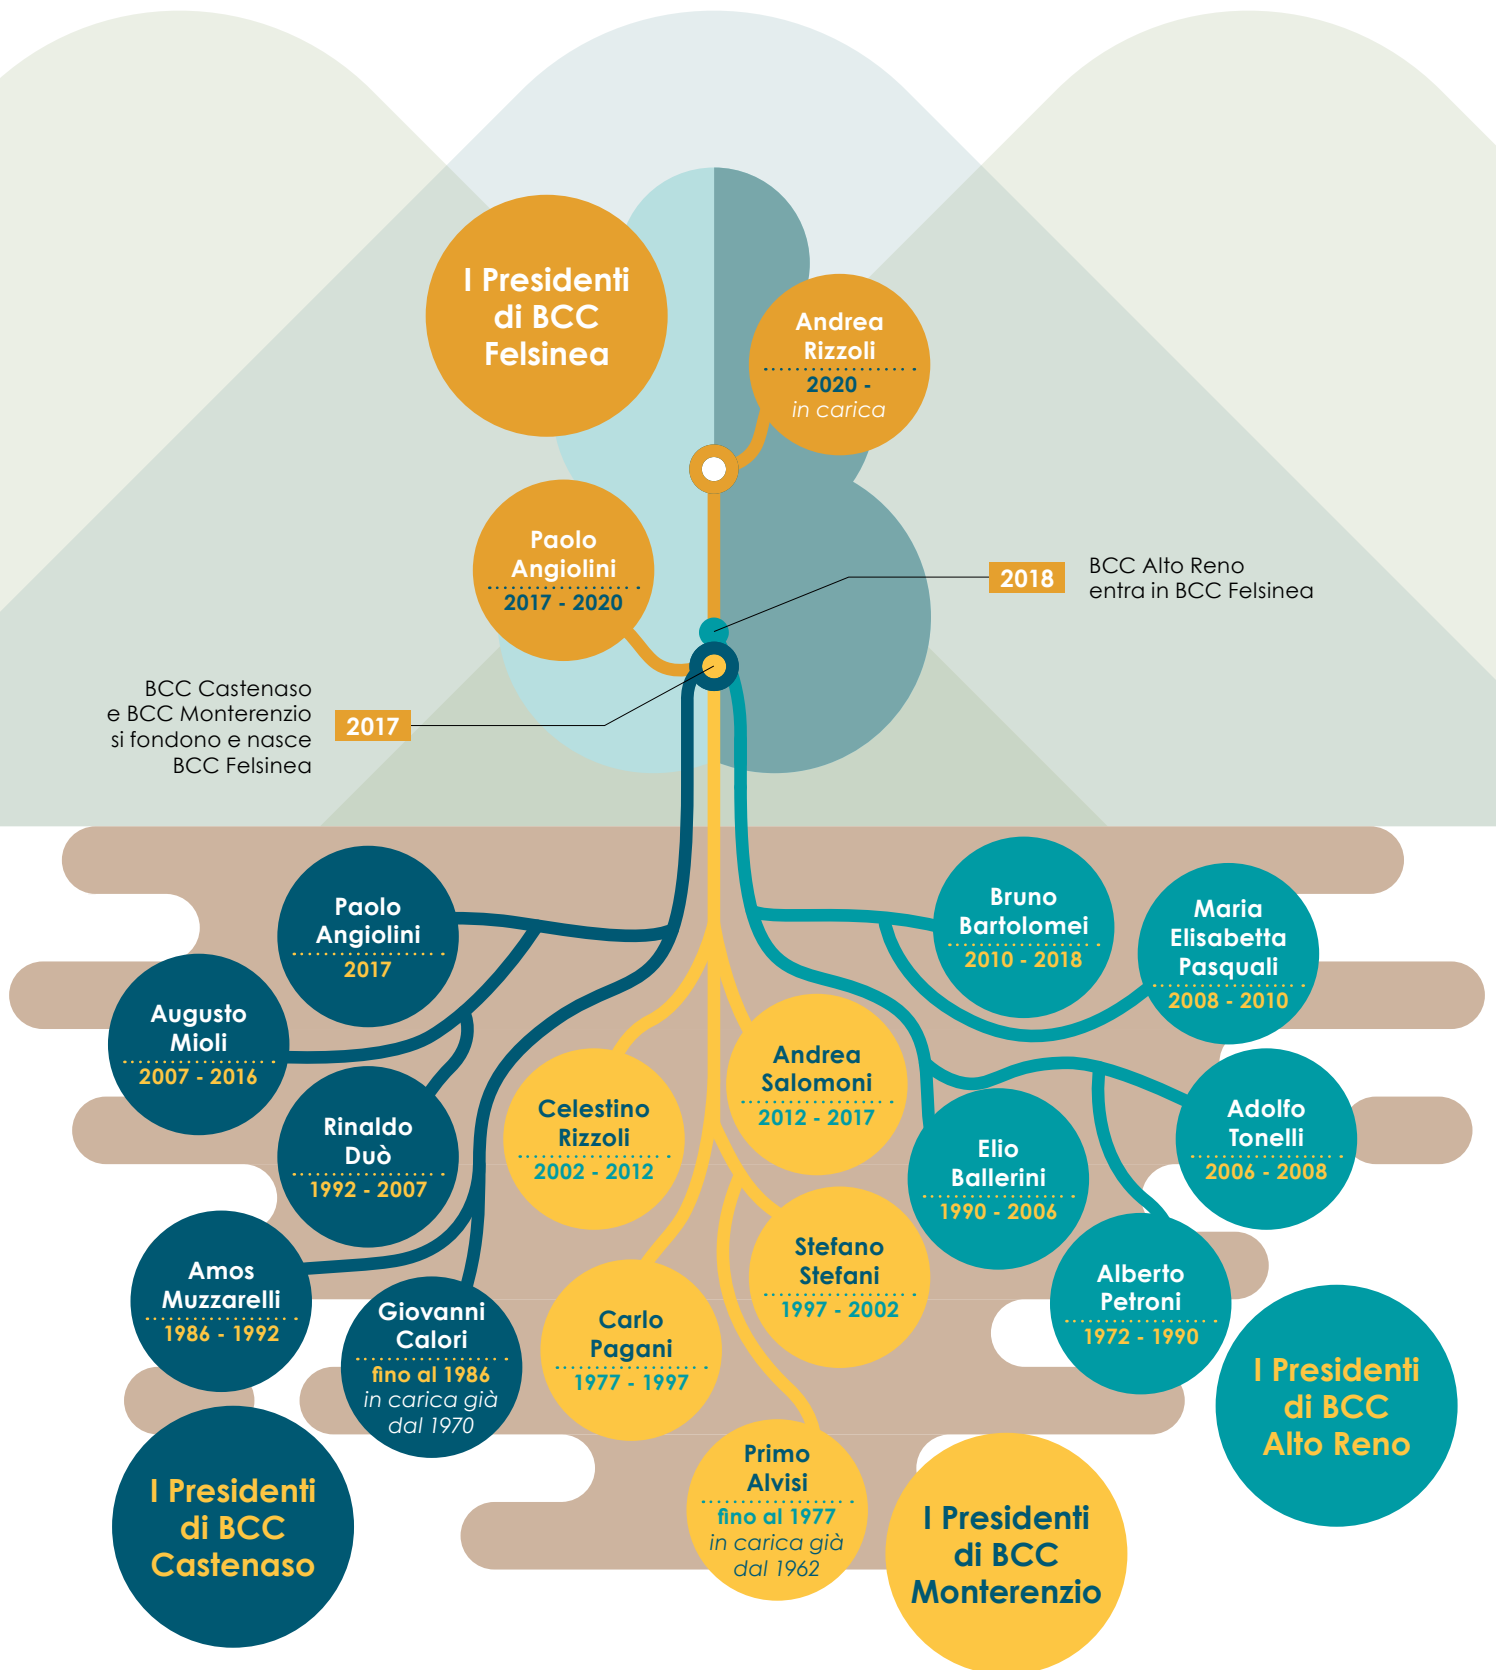 I Presidenti
di BCC
Felsinea
Andrea
Rizzoli
2020 -
in carica
Paolo
Angiolini
2017 - 2020
2018
BCC Alto Reno
entra in BCC Felsinea
BCC Castenaso
e BCC Monterenzio
si fondono e nasce
BCC Felsinea
2017
Paolo
Angiolini
2017
Augusto
Mioli
2007 - 2016
Rinaldo
Duò
1992 - 2007
Amos
Muzzarelli
1986 - 1992
Giovanni
Calori
fino al 1986
in carica già
dal 1970
I Presidenti
di BCC
Castenaso
Celestino
Rizzoli
2002 - 2012
Andrea
Salomoni
2012 - 2017
Stefano
Stefani
1997 - 2002
Carlo
Pagani
1977 - 1997
Primo
Alvisi
fino al 1977
in carica già
dal 1962
I Presidenti
di BCC
Monterenzio
Bruno
Bartolomei
2010 - 2018
Maria
Elisabetta
Pasquali
2008 - 2010
Adolfo
Tonelli
2006 - 2008
Elio
Ballerini
1990 - 2006
Alberto
Petroni
1972 - 1990
I Presidenti
di BCC
Alto Reno